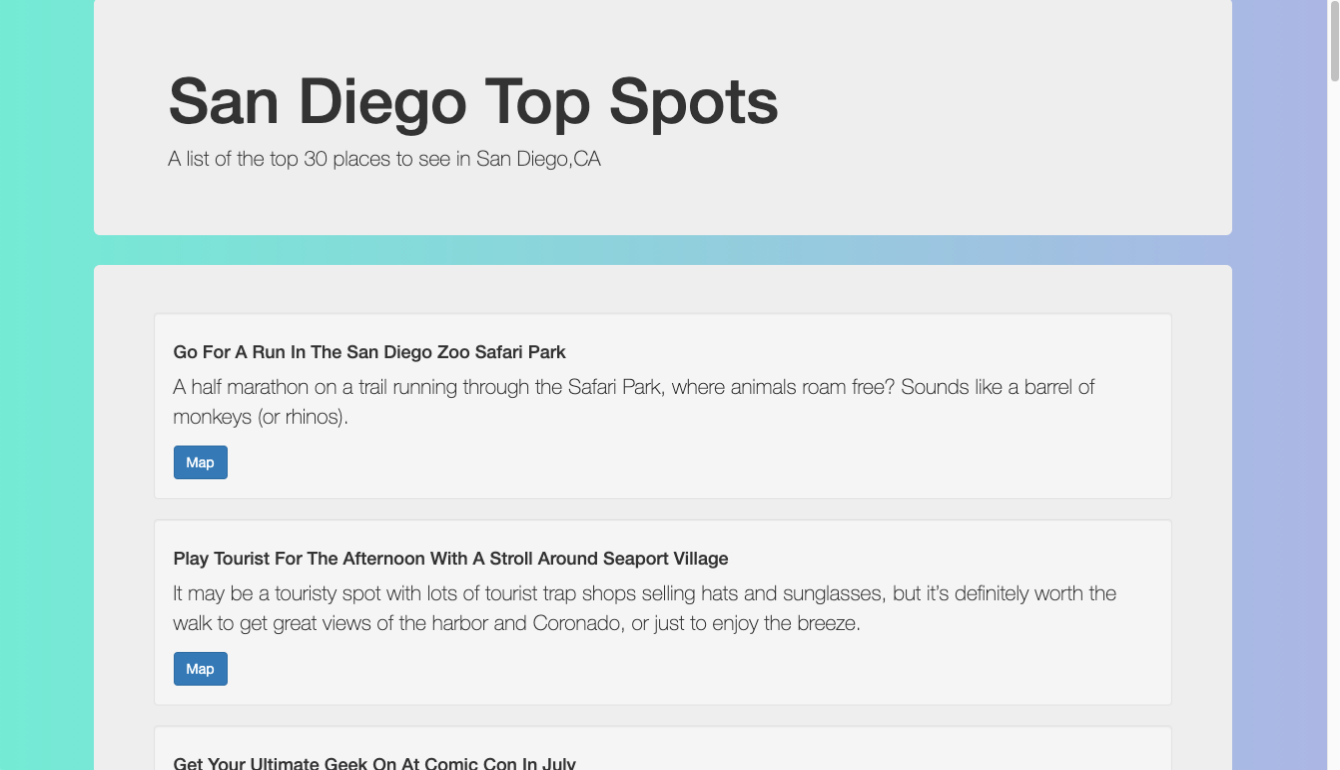 San Diego Top Spots
A list of the top 30 places to see in San Diego,CA
Go For A Run In The San Diego Zoo Safari Park
A half marathon on a trail running through the Safari Park, where animals roam free? Sounds like a barrel of
monkeys (or rhinos).
Map
Play Tourist For The Afternoon With A Stroll Around Seaport Village
It may be a touristy spot with lots of tourist trap shops selling hats and sunglasses, but it's definitely worth the
walk to get great views of the harbor and Coronado, or just to enjoy the breeze.
Map
Get Your Ultimate Geek On At Comic Con In July